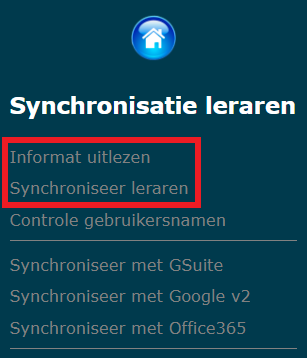 Synchronisatie leraren
Informat uitlezen
Synchroniseer leraren
Controle gebruikersnamen
Synchroniseer met GSuite
Synchroniseer met Google v2
Synchroniseer met Office365